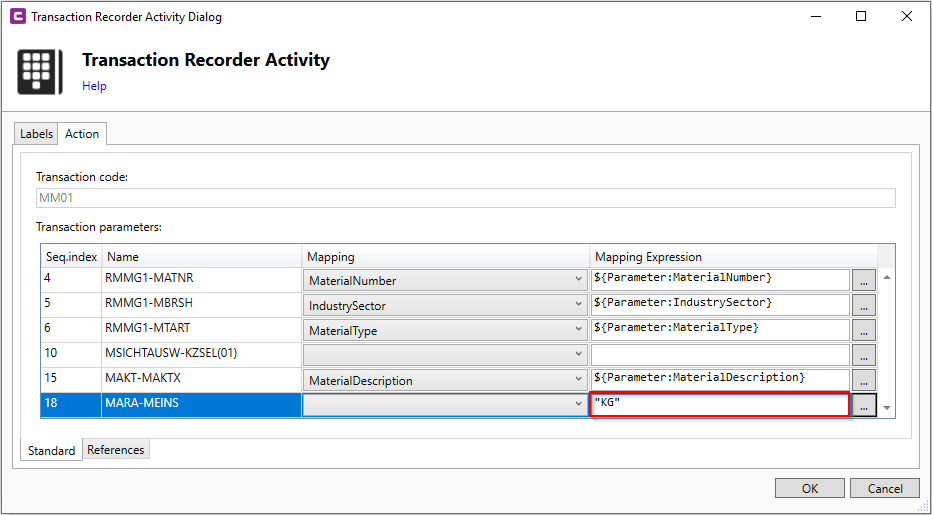 Transaction Recorder Activity Dialog
Transaction Recorder Activity
Help
Labels Action
Transaction code:
MM01
Transaction parameters:
Seq.index Name Mapping Mapping Expression
4 RMMG1-MATNR MaterialNumber ${Parameter:MaterialNumber} ...
5 RMMG1-MBRSH IndustrySector ${Parameter:IndustrySector} ...
6 RMMG1-MTART MaterialType ${Parameter:MaterialType} ...
10 MSICHTAUSW-KZSEL(01) ...
15 MAKT-MAKTX MaterialDescription ${Parameter:MaterialDescription} ...
18 MARA-MEINS "KG" ...
Standard References
OK Cancel